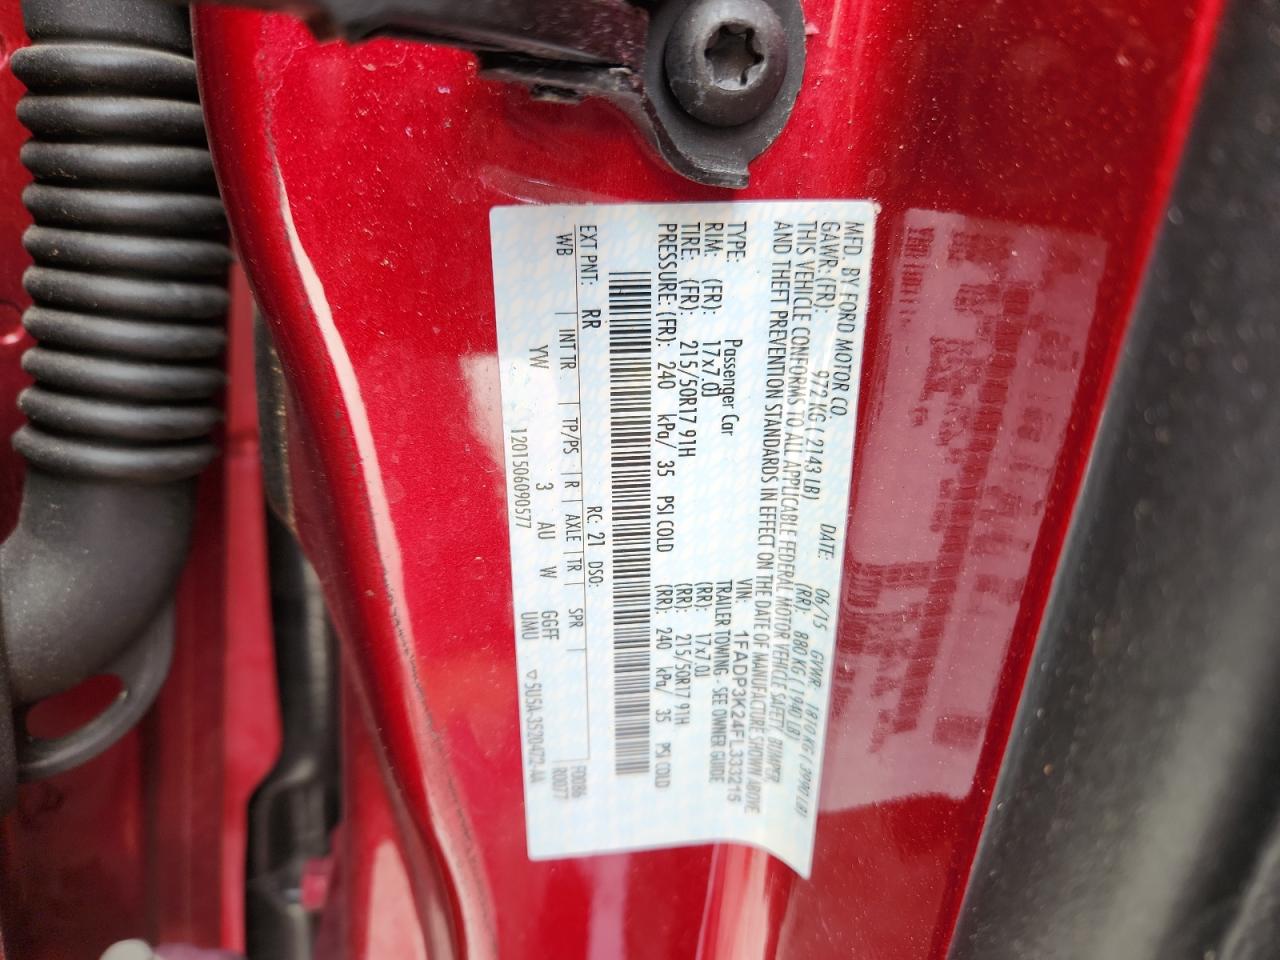 MFD. BY FORD MOTOR CO.
GAWR: (FR): 972 KG ( 2143 LB) DATE: 06/15 GVWR: 1810 KG ( 3990 LB)
(RR): 880 KG ( 1940 LB)
THIS VEHICLE CONFORMS TO ALL APPLICABLE FEDERAL MOTOR VEHICLE SAFETY, BUMPER
AND THEFT PREVENTION STANDARDS IN EFFECT ON THE DATE OF MANUFACTURE SHOWN ABOVE
VIN: 1FADP3K24FL333215
TYPE: Passenger Car TRAILER TOWING - SEE OWNER GUIDE
RIM: (FR): 17x7.0J (RR): 17x7.0J
TIRE: (FR): 215/50R17 91H (RR): 215/50R17 91H
PRESSURE: (FR): 240 kPa/ 35 PSI COLD (RR): 240 kPa/ 35 PSI COLD
EXT PNT: RR RC: 21 DSO: F0086
R0077
WB INT TR TP/PS R AXLE TR SPR
YW 3 AU W GGFF
1201506090577 UMU ▽5U5A-3520472-AA